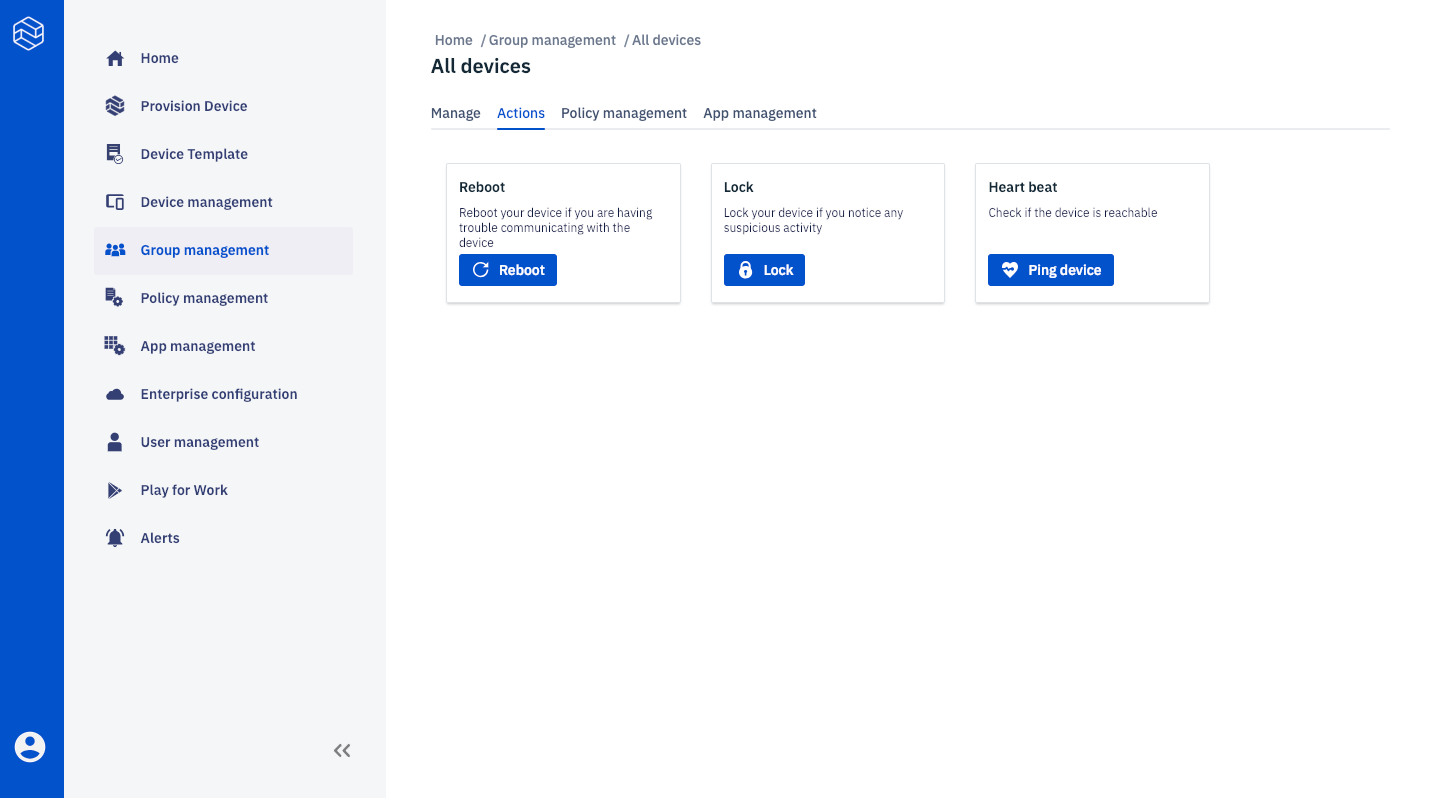 Home
Provision Device
Device Template
Device management
Group management
Policy management
App management
Enterprise configuration
User management
Play for Work
Alerts
Home / Group management / All devices
All devices
Manage Actions Policy management App management
Reboot
Reboot your device if you are having
trouble communicating with the
device
Reboot
Lock
Lock your device if you notice any
suspicious activity
Lock
Heart beat
Check if the device is reachable
Ping device